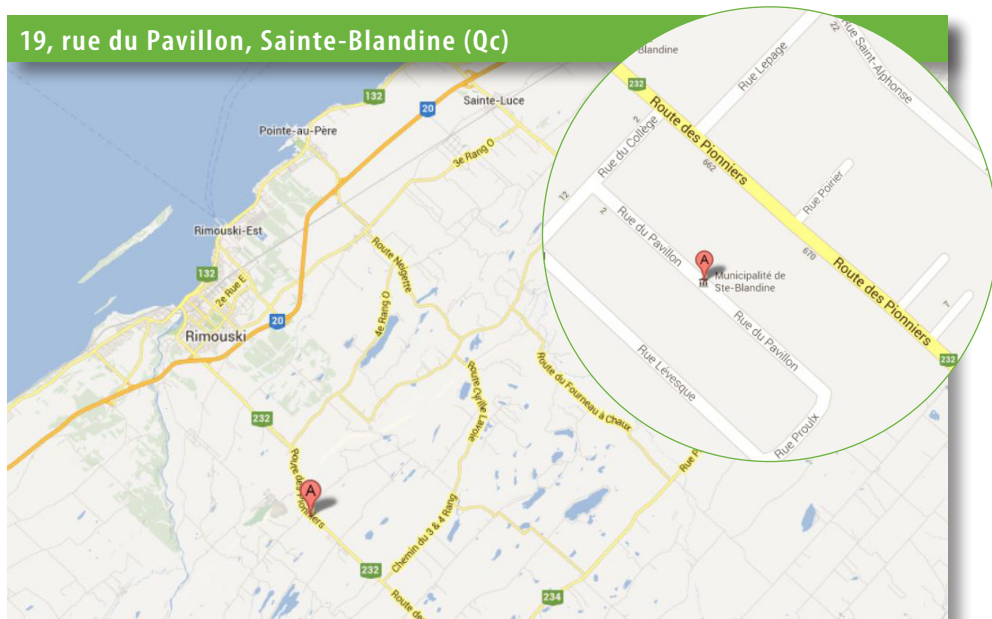 19, rue du Pavillon, Sainte-Blandine (Qc)
Blandine
22
Rue Saint-Alphonse
Rue Lepage
232
Route des Pionniers
2
Rue du Collège
662
Rue Poirier
12
2
Rue du Pavillon
A
Municipalité de
Ste-Blandine
670
Route des Pionniers
Rue du Pavillon
232
Rue Lévesque
Rue Proulx
132
20
Sainte-Luce
Pointe-au-Père
3e Rang O
Rimouski-Est
Route Neigette
132
2e Rue E
4e Rang O
20
Rimouski
Route Cyrille Lavoie
Route du Fourneau à Chaux
232
Rue
A
Route des Pionniers
Chemin du 3 & 4 Rang
232
234
Route de